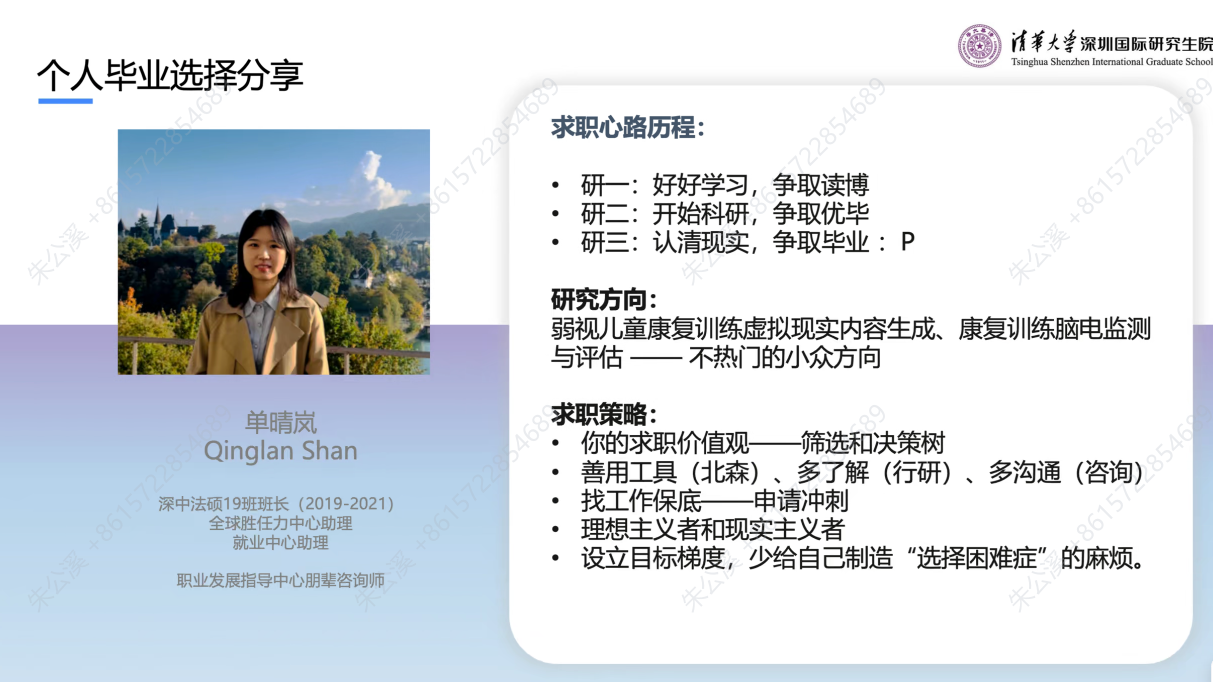 清华大学深圳国际研究生院
Tsinghua Shenzhen International Graduate School
个人毕业选择分享
单晴岚
Qinglan Shan
深中法硕19班班长（2019-2021）
全球胜任力中心助理
就业中心助理
职业发展指导中心朋辈咨询师
求职心路历程：
• 研一：好好学习，争取读博
• 研二：开始科研，争取优毕
• 研三：认清现实，争取毕业 ：P
研究方向：
弱视儿童康复训练虚拟现实内容生成、康复训练脑电监测
与评估 —— 不热门的小众方向
求职策略：
• 你的求职价值观——筛选和决策树
• 善用工具（北森）、多了解（行研）、多沟通（咨询）
• 找工作保底——申请冲刺
• 理想主义者和现实主义者
• 设立目标梯度，少给自己制造“选择困难症”的麻烦。
朱公溪 +8615722854689